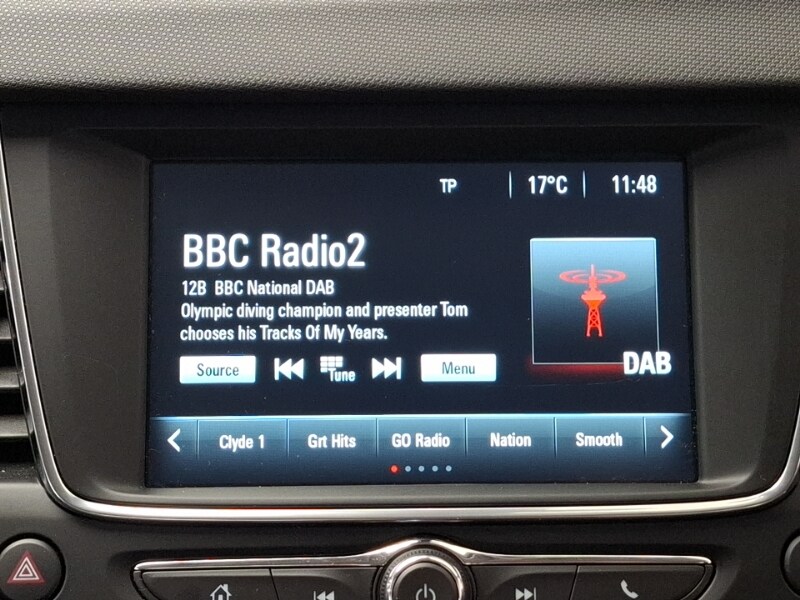 TP 17°C 11:48
BBC Radio2
12B BBC National DAB
Olympic diving champion and presenter Tom
chooses his Tracks Of My Years.
DAB
Source Tune Menu
Clyde 1 Grt Hits GO Radio Nation Smooth